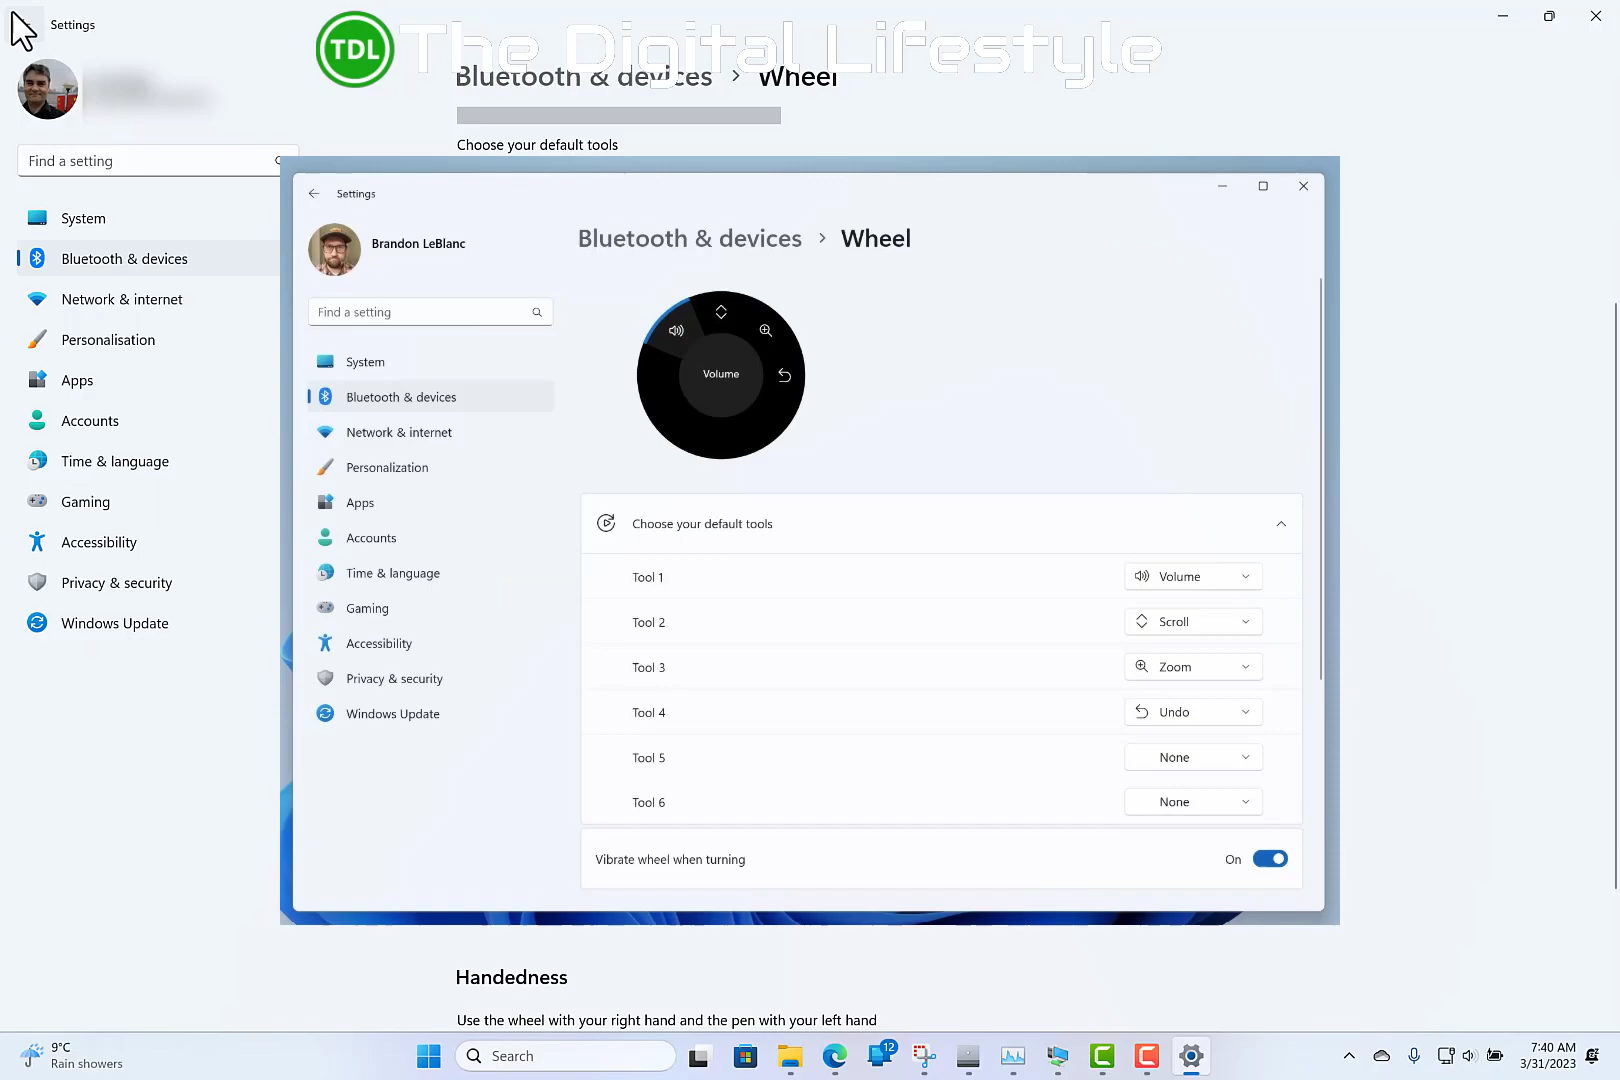 Settings
TDL The Digital Lifestyle
Bluetooth & devices > Wheel
Choose your default tools
Find a setting
System
Bluetooth & devices
Network & internet
Personalisation
Apps
Accounts
Time & language
Gaming
Accessibility
Privacy & security
Windows Update
Settings
Brandon LeBlanc
Find a setting
System
Bluetooth & devices
Network & internet
Personalization
Apps
Accounts
Time & language
Gaming
Accessibility
Privacy & security
Windows Update
Bluetooth & devices > Wheel
Volume
Choose your default tools
Tool 1 Volume
Tool 2 Scroll
Tool 3 Zoom
Tool 4 Undo
Tool 5 None
Tool 6 None
Vibrate wheel when turning On
Handedness
Use the wheel with your right hand and the pen with your left hand
9°C
Rain showers
Search
12
7:40 AM
3/31/2023